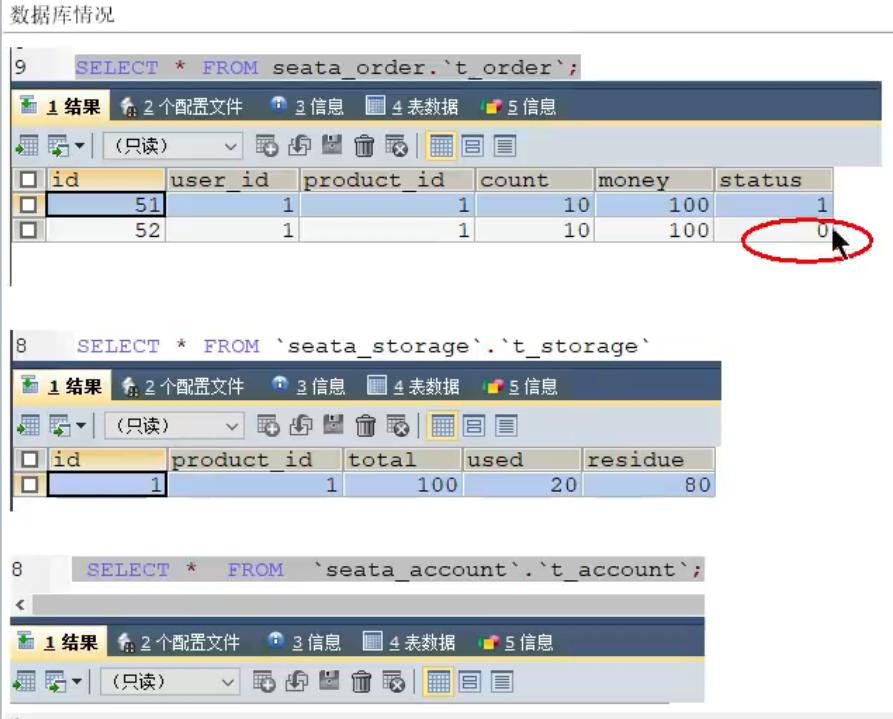 数据库情况
9 SELECT * FROM seata_order.`t_order`;
1 结果 2 个配置文件 3 信息 4 表数据 5 信息
（只读）
id user_id product_id count money status
51 1 1 10 100 1
52 1 1 10 100 0
8 SELECT * FROM `seata_storage`.`t_storage`
1 结果 2 个配置文件 3 信息 4 表数据 5 信息
（只读）
id product_id total used residue
1 1 100 20 80
8 SELECT * FROM `seata_account`.`t_account`;
1 结果 2 个配置文件 3 信息 4 表数据 5 信息
（只读）